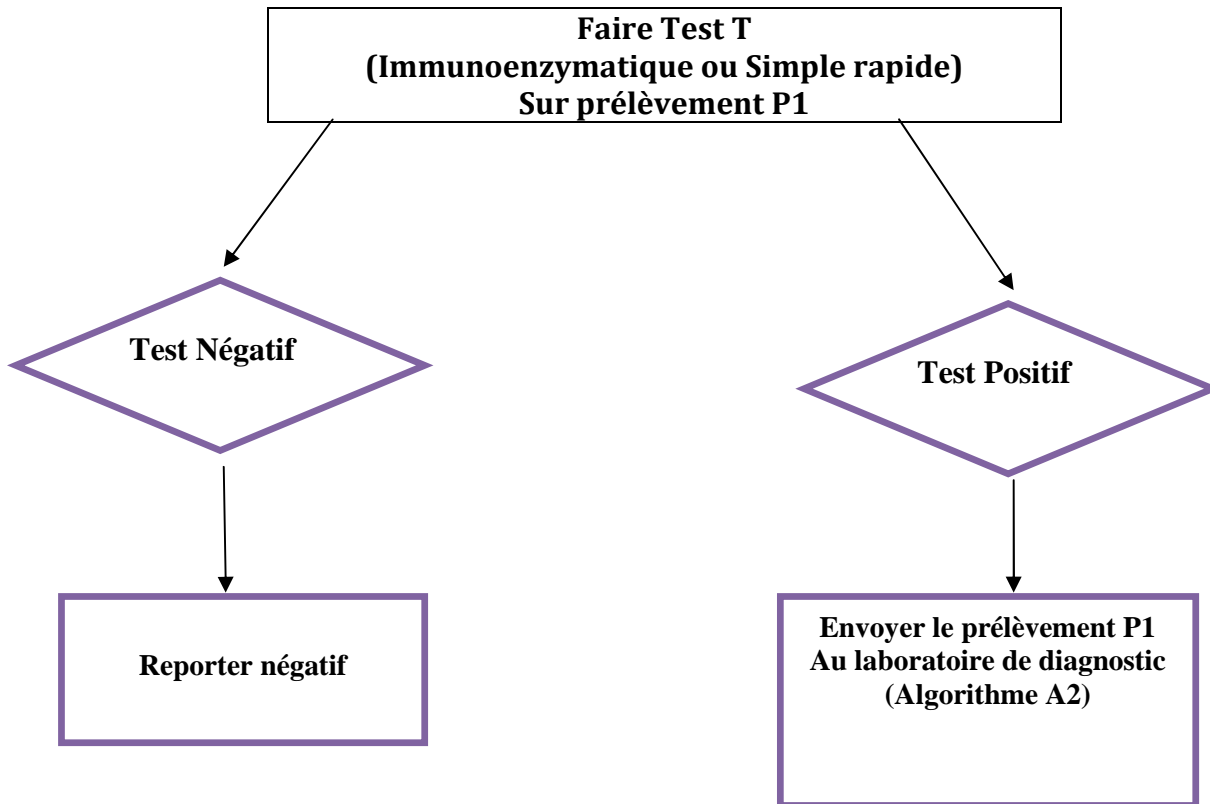 Faire Test T
(Immunoenzymatique ou Simple rapide)
Sur prélèvement P1
Test Négatif
Test Positif
Reporter négatif
Envoyer le prélèvement P1
Au laboratoire de diagnostic
(Algorithme A2)